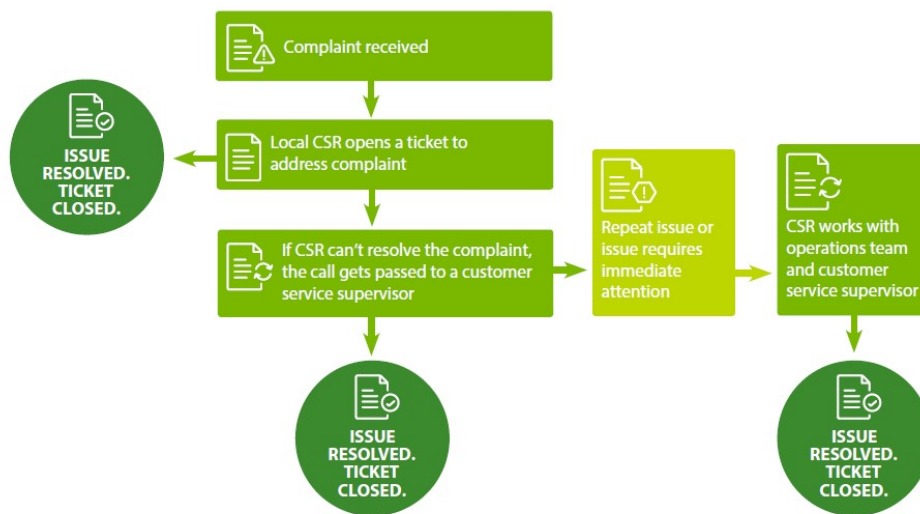 Complaint received
Local CSR opens a ticket to
address complaint
ISSUE
RESOLVED.
TICKET
CLOSED.
If CSR can’t resolve the complaint,
the call gets passed to a customer
service supervisor
Repeat issue or
issue requires
immediate
attention
CSR works with
operations team
and customer
service supervisor
ISSUE
RESOLVED.
TICKET
CLOSED.
ISSUE
RESOLVED.
TICKET
CLOSED.